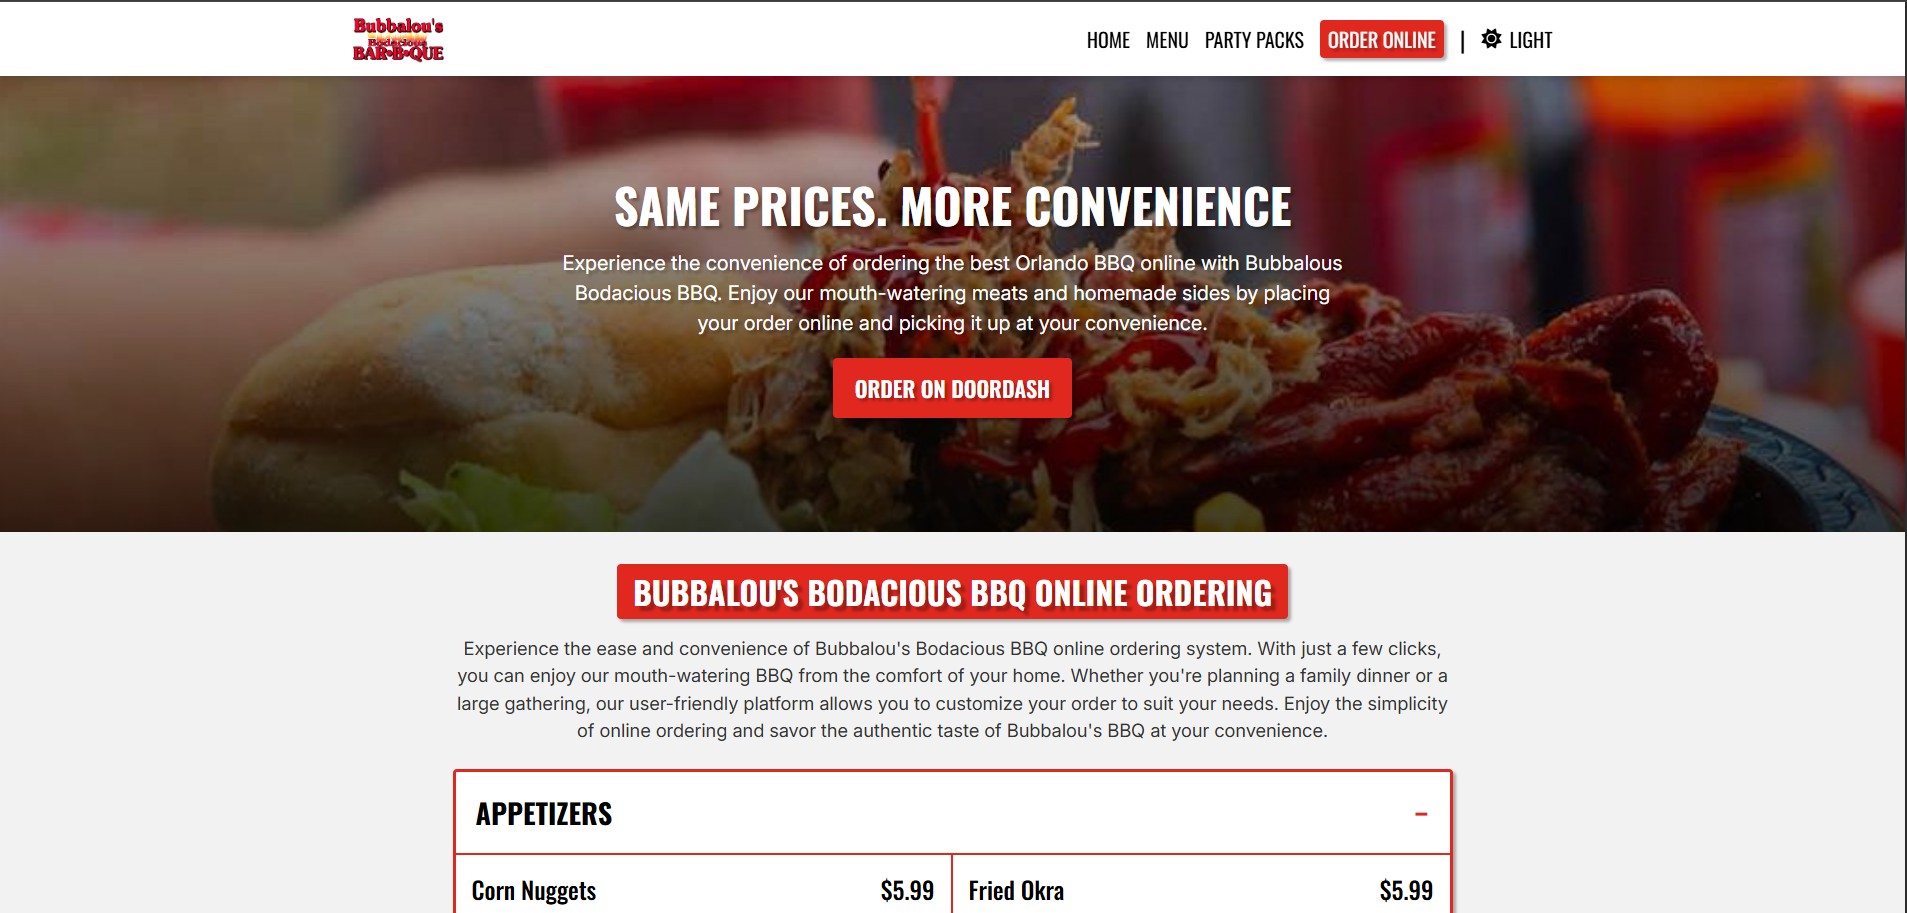 Bubbalou's
Bodacious
BAR•B•QUE
HOME MENU PARTY PACKS ORDER ONLINE | LIGHT
SAME PRICES. MORE CONVENIENCE
Experience the convenience of ordering the best Orlando BBQ online with Bubbalous
Bodacious BBQ. Enjoy our mouth-watering meats and homemade sides by placing
your order online and picking it up at your convenience.
ORDER ON DOORDASH
BUBBALOU'S BODACIOUS BBQ ONLINE ORDERING
Experience the ease and convenience of Bubbalou's Bodacious BBQ online ordering system. With just a few clicks,
you can enjoy our mouth-watering BBQ from the comfort of your home. Whether you're planning a family dinner or a
large gathering, our user-friendly platform allows you to customize your order to suit your needs. Enjoy the simplicity
of online ordering and savor the authentic taste of Bubbalou's BBQ at your convenience.
APPETIZERS –
Corn Nuggets $5.99 Fried Okra $5.99